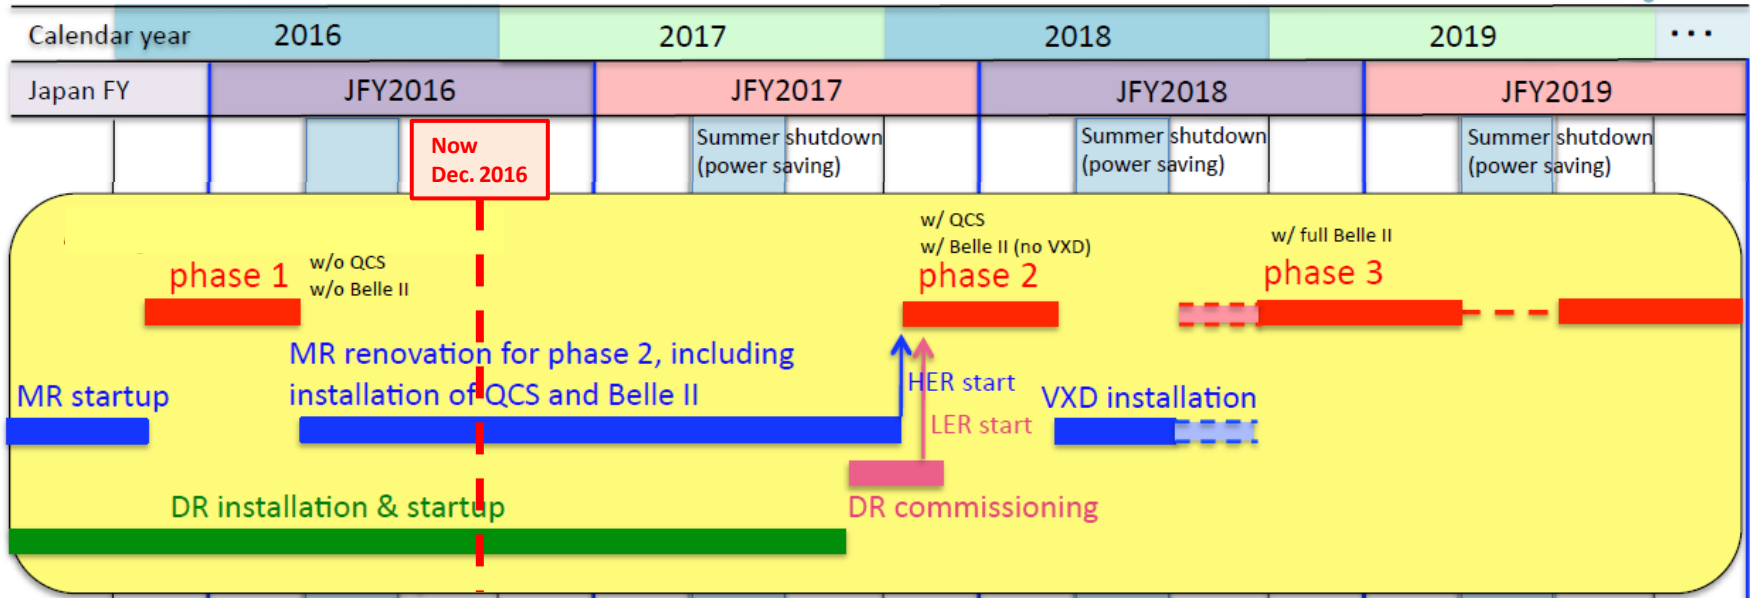 Calendar year 2016 2017 2018 2019 ...
Japan FY JFY2016 JFY2017 JFY2018 JFY2019
Now
Dec. 2016
Summer shutdown
(power saving)
Summer shutdown
(power saving)
Summer shutdown
(power saving)
phase 1
w/o QCS
w/o Belle II
w/ QCS
w/ Belle II (no VXD)
phase 2
w/ full Belle II
phase 3
MR startup
MR renovation for phase 2, including
installation of QCS and Belle II
HER start
LER start
VXD installation
DR installation & startup
DR commissioning